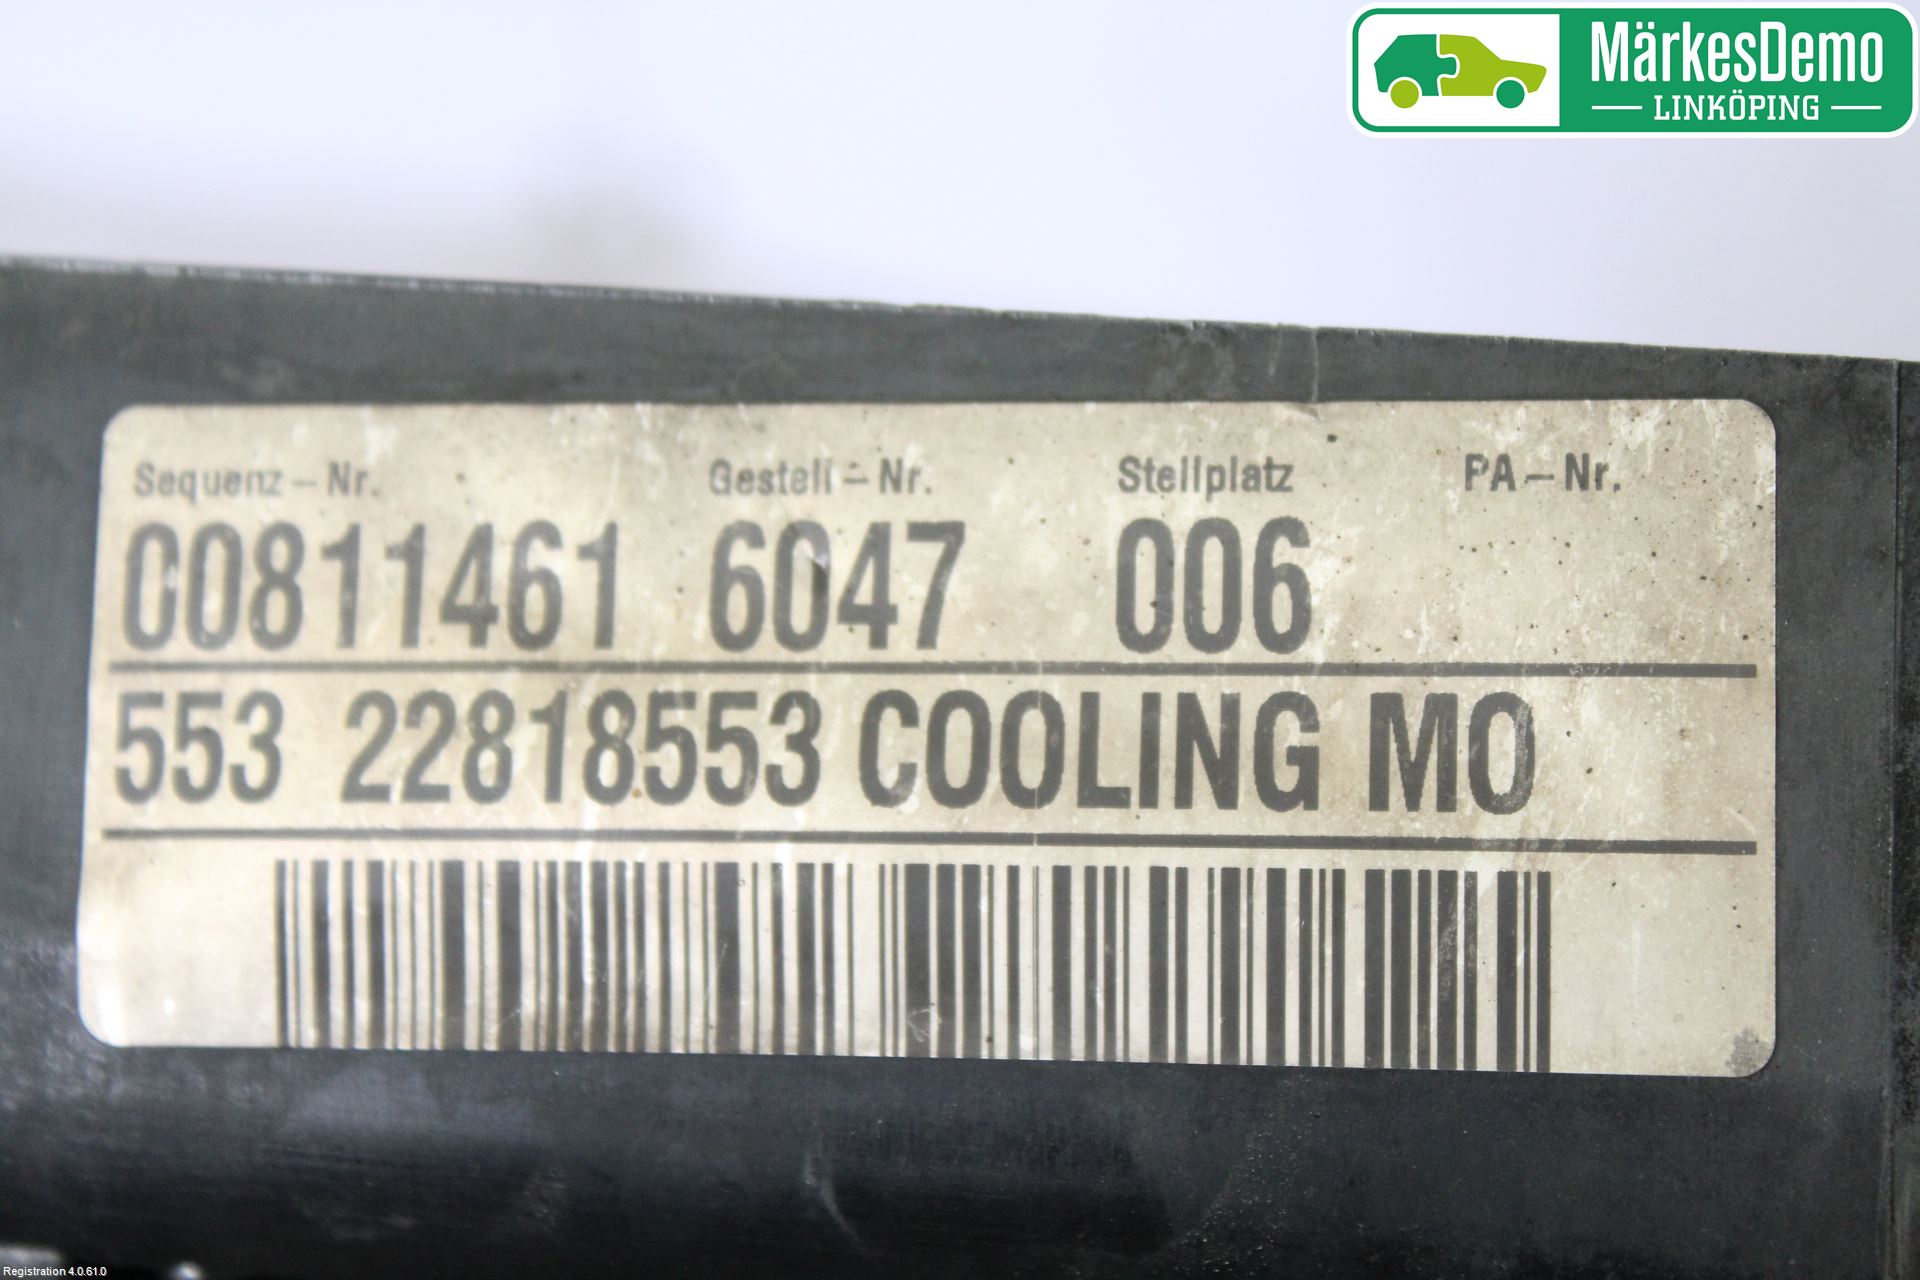 MärkesDemo
LINKÖPING
Sequenz-Nr. Gestell-Nr. Stellplatz PA-Nr.
00811461 6047 006
553 22818553 COOLING MO
Registration 4.0.61.0